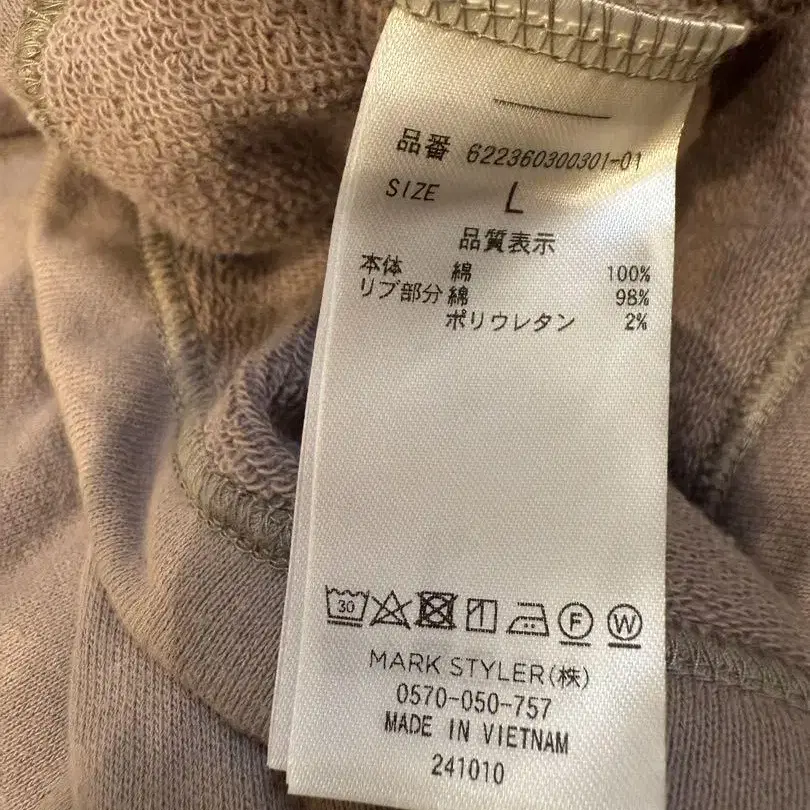 品番 622360300301-01
SIZE L
品質表示
本体 綿 100%
リブ部分 綿 98%
ポリウレタン 2%
30 F W
MARK STYLER(株)
0570-050-757
MADE IN VIETNAM
241010